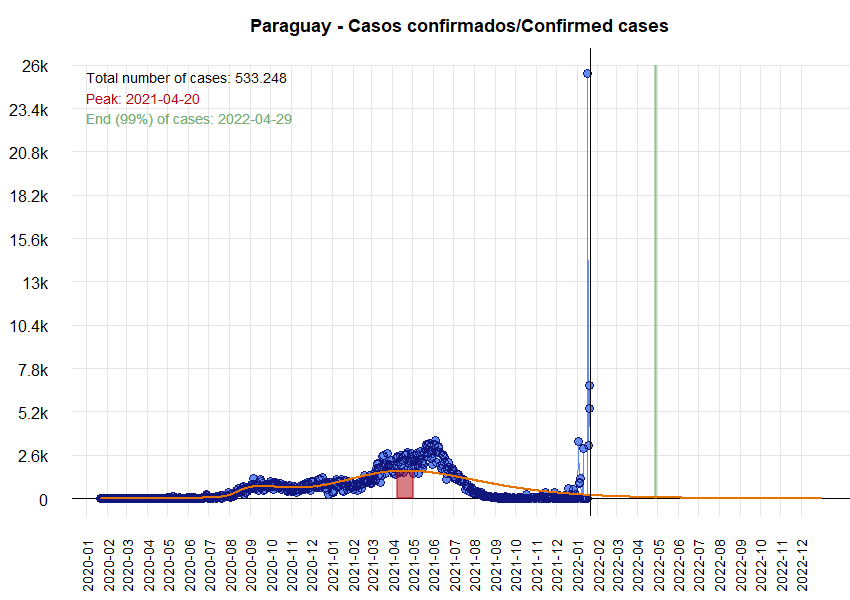 Paraguay - Casos confirmados/Confirmed cases
Total number of cases: 533.248
Peak: 2021-04-20
End (99%) of cases: 2022-04-29
26k
23.4k
20.8k
18.2k
15.6k
13k
10.4k
7.8k
5.2k
2.6k
0
2020-01
2020-02
2020-03
2020-04
2020-05
2020-06
2020-07
2020-08
2020-09
2020-10
2020-11
2020-12
2021-01
2021-02
2021-03
2021-04
2021-05
2021-06
2021-07
2021-08
2021-09
2021-10
2021-11
2021-12
2022-01
2022-02
2022-03
2022-04
2022-05
2022-06
2022-07
2022-08
2022-09
2022-10
2022-11
2022-12